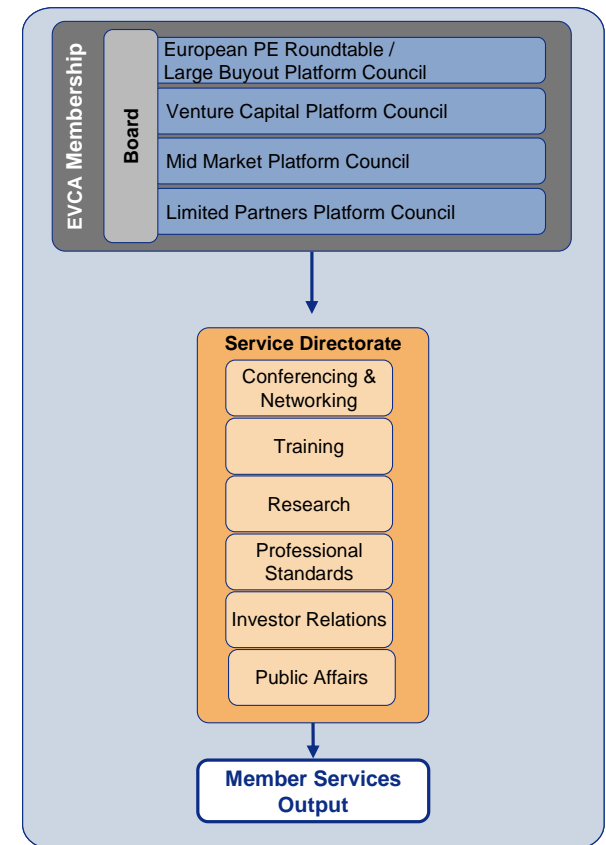 EVCA Membership
Board
European PE Roundtable /
Large Buyout Platform Council
Venture Capital Platform Council
Mid Market Platform Council
Limited Partners Platform Council
Service Directorate
Conferencing &
Networking
Training
Research
Professional
Standards
Investor Relations
Public Affairs
Member Services
Output